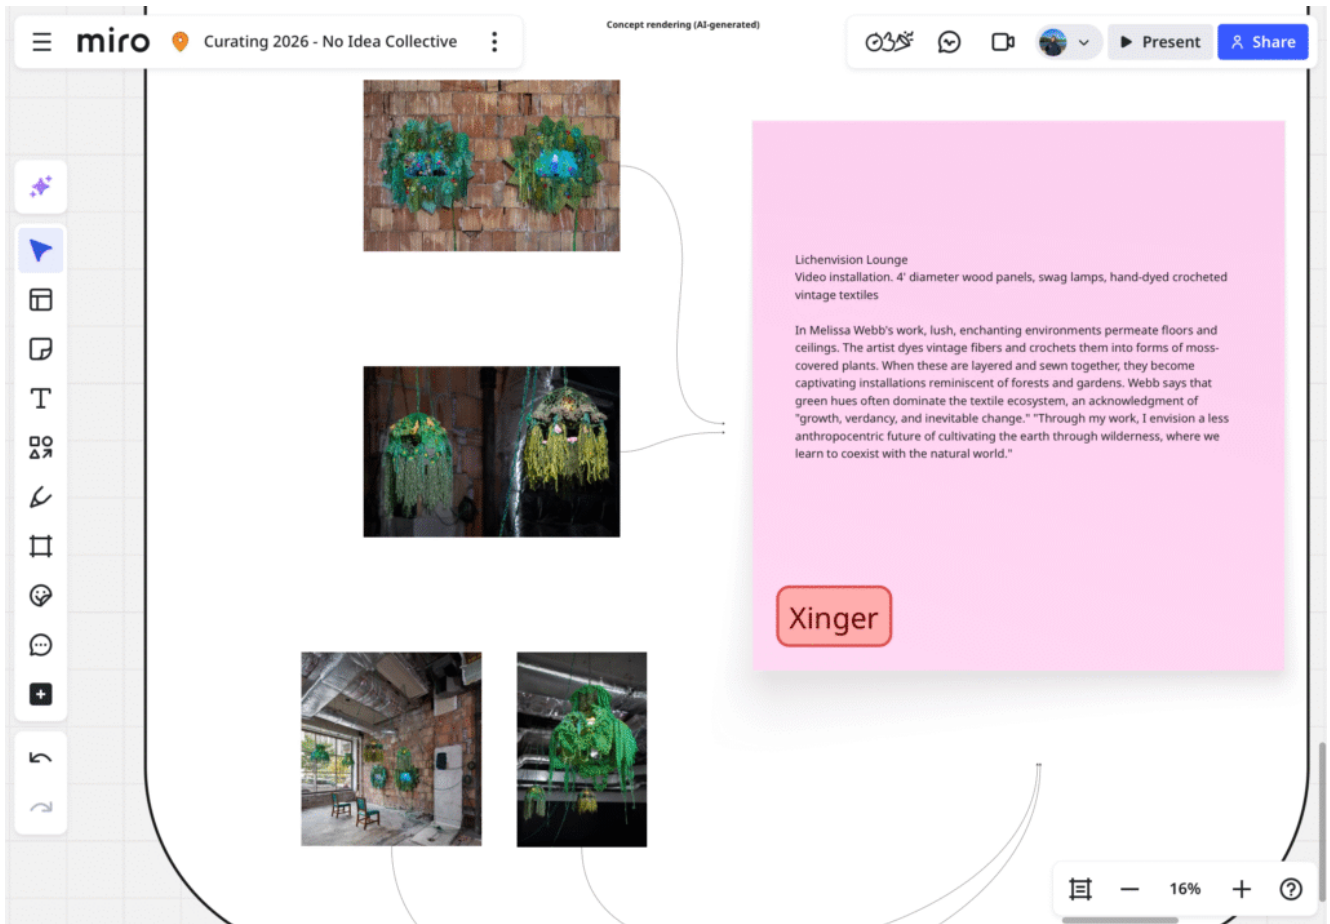 Concept rendering (AI-generated)
miro
Curating 2026 - No Idea Collective
Present
Share
Lichenvision Lounge
Video installation. 4' diameter wood panels, swag lamps, hand-dyed crocheted
vintage textiles
In Melissa Webb's work, lush, enchanting environments permeate floors and
ceilings. The artist dyes vintage fibers and crochets them into forms of moss-
covered plants. When these are layered and sewn together, they become
captivating installations reminiscent of forests and gardens. Webb says that
green hues often dominate the textile ecosystem, an acknowledgment of
"growth, verdancy, and inevitable change." "Through my work, I envision a less
anthropocentric future of cultivating the earth through wilderness, where we
learn to coexist with the natural world."
Xinger
16%